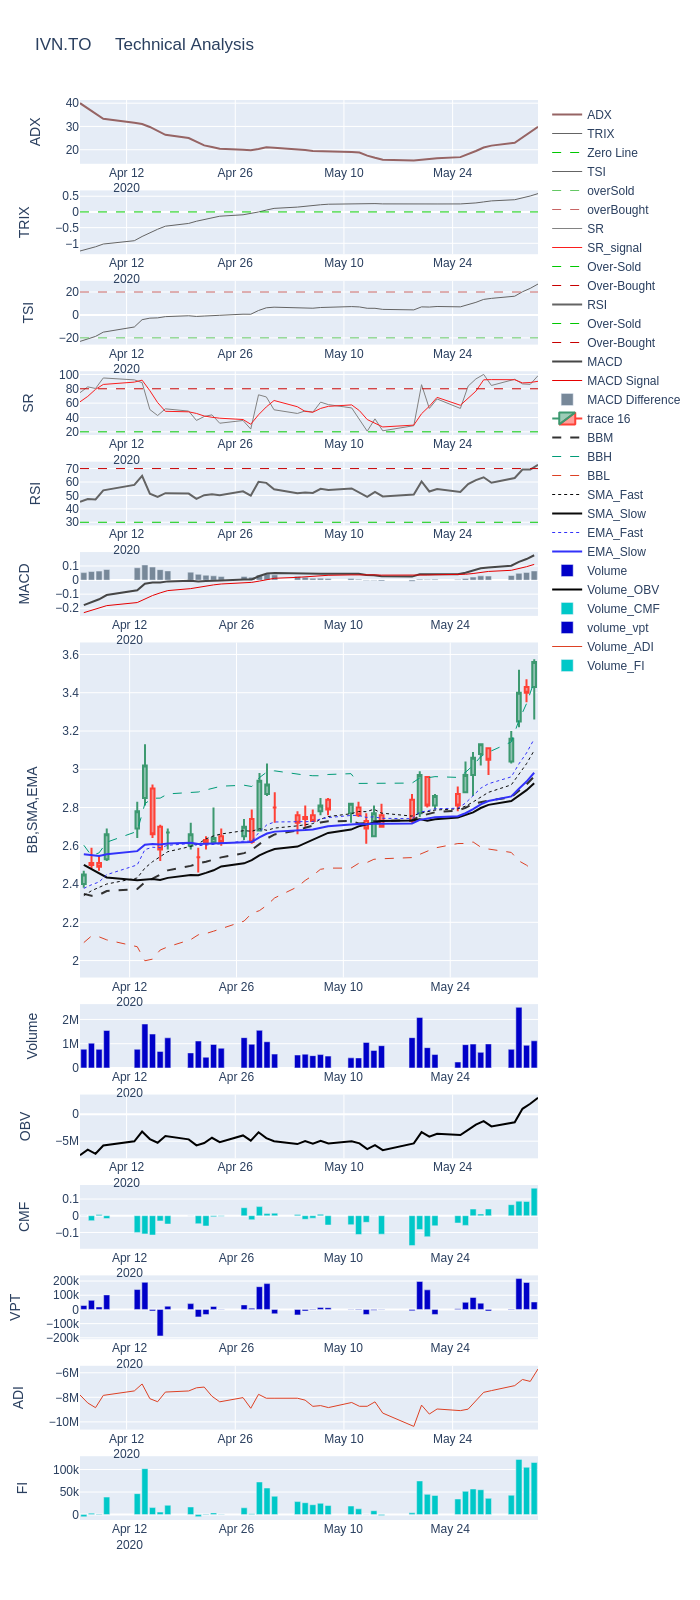 IVN.TO Technical Analysis
ADX
40
30
20
Apr 12
2020
Apr 26
May 10
May 24
TRIX
0.5
0
−0.5
−1
Apr 12
2020
Apr 26
May 10
May 24
TSI
20
0
−20
Apr 12
2020
Apr 26
May 10
May 24
SR
100
80
60
40
20
Apr 12
2020
Apr 26
May 10
May 24
RSI
70
60
50
40
30
Apr 12
2020
Apr 26
May 10
May 24
MACD
0.1
0
−0.1
−0.2
Apr 12
2020
Apr 26
May 10
May 24
BB,SMA,EMA
3.6
3.4
3.2
3
2.8
2.6
2.4
2.2
2
Apr 12
2020
Apr 26
May 10
May 24
Volume
2M
1M
0
Apr 12
2020
Apr 26
May 10
May 24
OBV
0
−5M
Apr 12
2020
Apr 26
May 10
May 24
CMF
0.1
0
−0.1
Apr 12
2020
Apr 26
May 10
May 24
VPT
200k
100k
0
−100k
−200k
Apr 12
2020
Apr 26
May 10
May 24
ADI
−6M
−8M
−10M
Apr 12
2020
Apr 26
May 10
May 24
FI
100k
50k
0
Apr 12
2020
Apr 26
May 10
May 24
ADX
TRIX
Zero Line
TSI
overSold
overBought
SR
SR_signal
Over-Sold
Over-Bought
RSI
Over-Sold
Over-Bought
MACD
MACD Signal
MACD Difference
trace 16
BBM
BBH
BBL
SMA_Fast
SMA_Slow
EMA_Fast
EMA_Slow
Volume
Volume_OBV
Volume_CMF
volume_vpt
Volume_ADI
Volume_FI